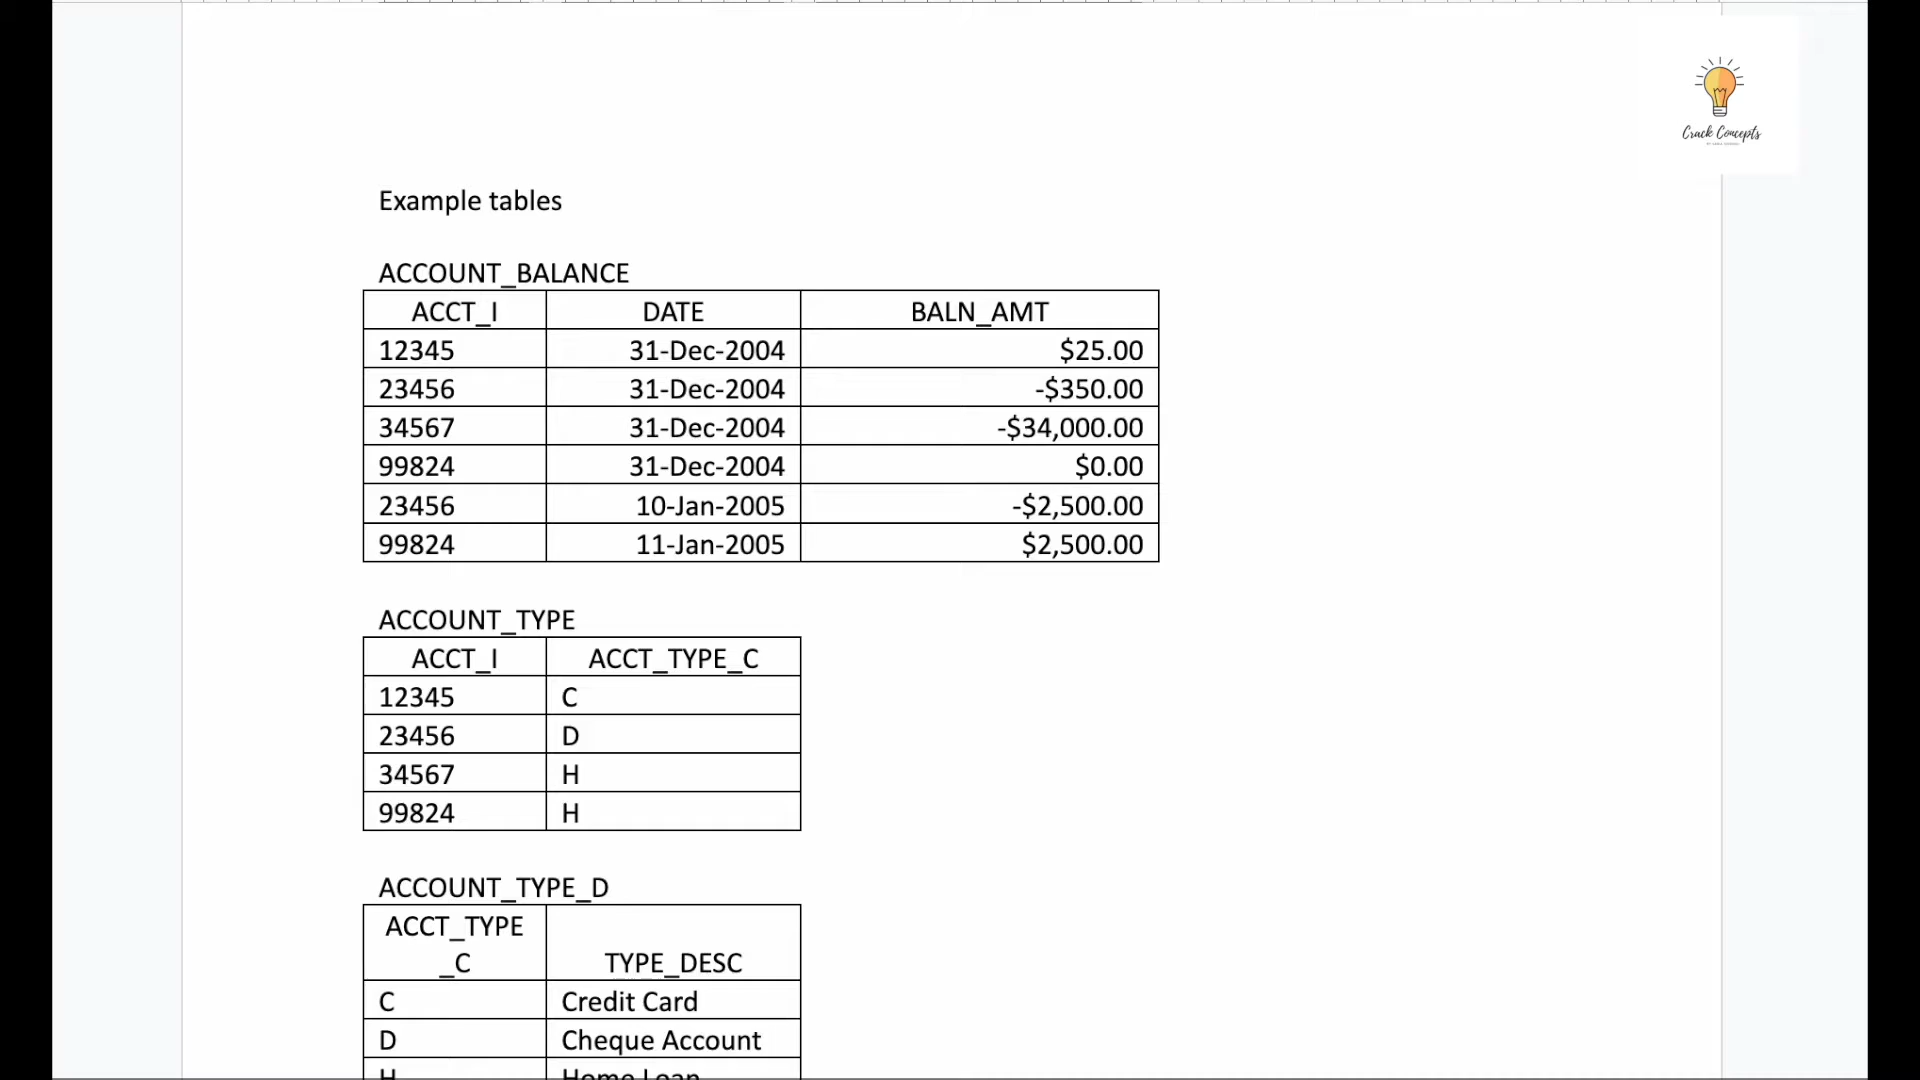 Crack Concepts
Example tables
ACCOUNT_BALANCE
ACCT_I DATE BALN_AMT
12345 31-Dec-2004 $25.00
23456 31-Dec-2004 -$350.00
34567 31-Dec-2004 -$34,000.00
99824 31-Dec-2004 $0.00
23456 10-Jan-2005 -$2,500.00
99824 11-Jan-2005 $2,500.00
ACCOUNT_TYPE
ACCT_I ACCT_TYPE_C
12345 C
23456 D
34567 H
99824 H
ACCOUNT_TYPE_D
ACCT_TYPE
_C TYPE_DESC
C Credit Card
D Cheque Account
H Home Loan